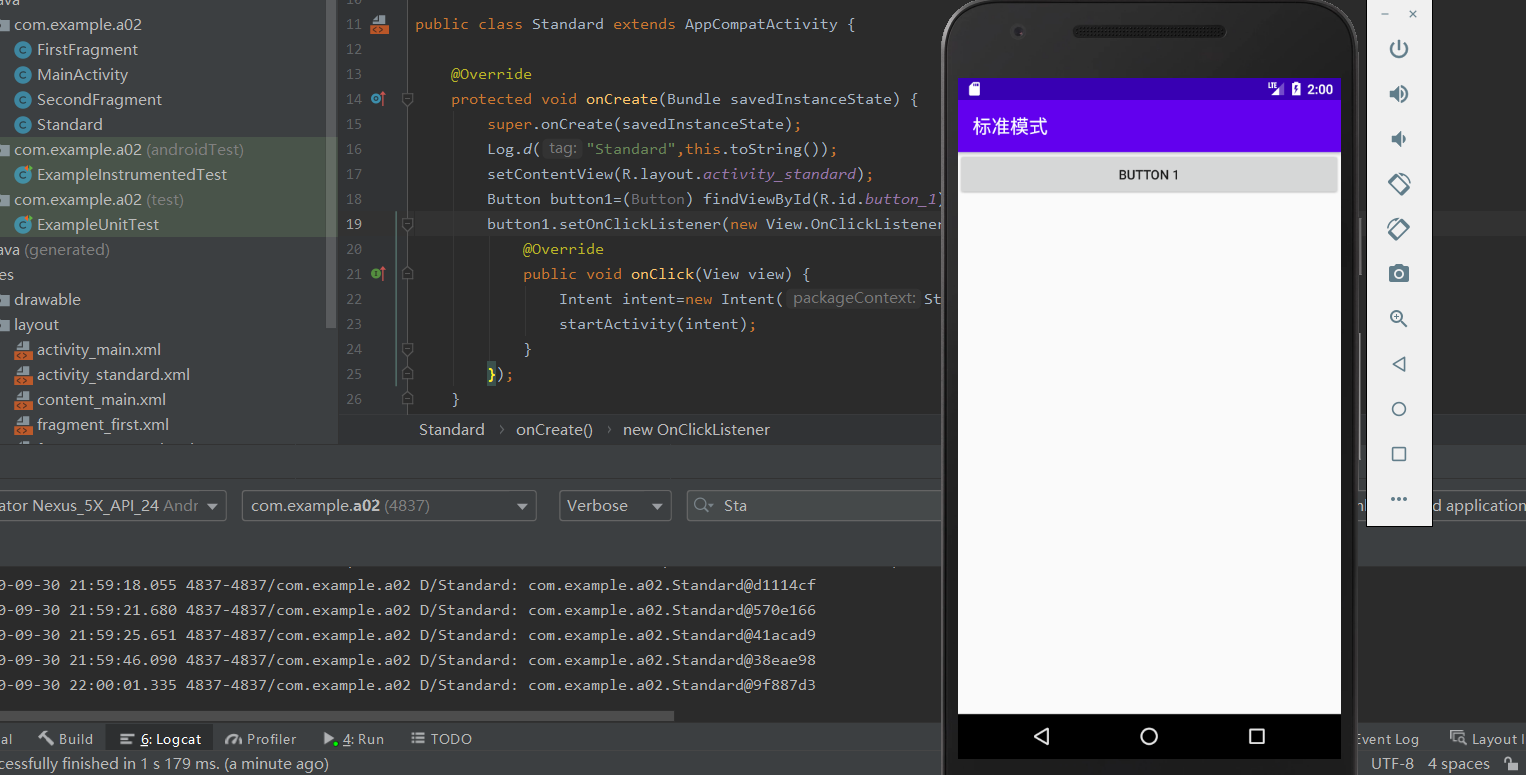 ava
com.example.a02
FirstFragment
MainActivity
SecondFragment
Standard
com.example.a02 (androidTest)
ExampleInstrumentedTest
com.example.a02 (test)
ExampleUnitTest
ava (generated)
es
drawable
layout
activity_main.xml
activity_standard.xml
content_main.xml
fragment_first.xml
10
11 public class Standard extends AppCompatActivity {
12
13 @Override
14 protected void onCreate(Bundle savedInstanceState) {
15 super.onCreate(savedInstanceState);
16 Log.d( tag: "Standard",this.toString());
17 setContentView(R.layout.activity_standard);
18 Button button1=(Button) findViewById(R.id.button_1)
19 button1.setOnClickListener(new View.OnClickListener
20 @Override
21 public void onClick(View view) {
22 Intent intent=new Intent( packageContext: St
23 startActivity(intent);
24 }
25 });
26 }
Standard > onCreate() > new OnClickListener
LTE 2:00
标准模式
BUTTON 1
ator Nexus_5X_API_24 Andr com.example.a02 (4837) Verbose Sta d application
0-09-30 21:59:18.055 4837-4837/com.example.a02 D/Standard: com.example.a02.Standard@d1114cf
0-09-30 21:59:21.680 4837-4837/com.example.a02 D/Standard: com.example.a02.Standard@570e166
0-09-30 21:59:25.651 4837-4837/com.example.a02 D/Standard: com.example.a02.Standard@41acad9
0-09-30 21:59:46.090 4837-4837/com.example.a02 D/Standard: com.example.a02.Standard@38eae98
0-09-30 22:00:01.335 4837-4837/com.example.a02 D/Standard: com.example.a02.Standard@9f887d3
al Build 6: Logcat Profiler 4: Run TODO Event Log Layout I
cessfully finished in 1 s 179 ms. (a minute ago) UTF-8 4 spaces